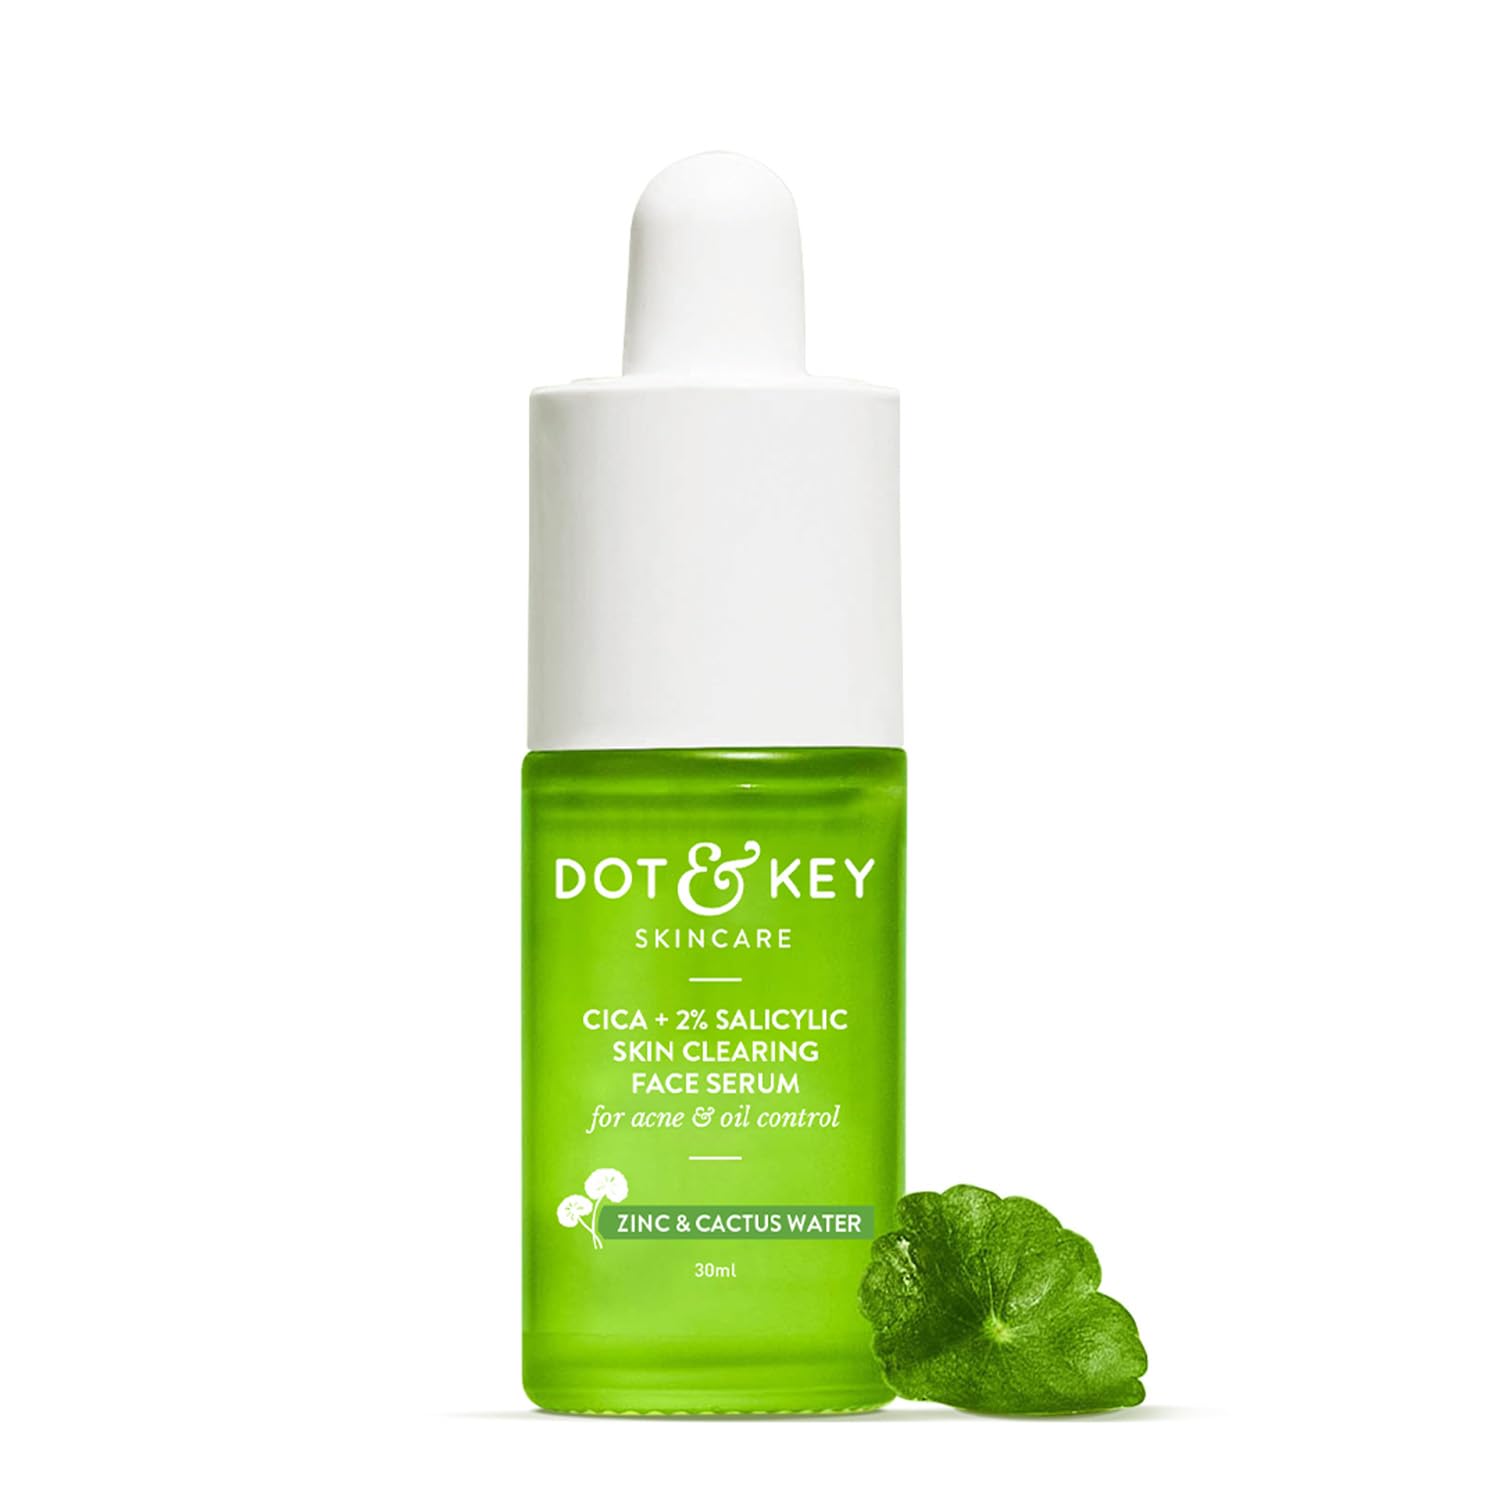 DOT & KEY
SKINCARE
CICA + 2% SALICYLIC
SKIN CLEARING
FACE SERUM
for acne & oil control
ZINC & CACTUS WATER
30ml